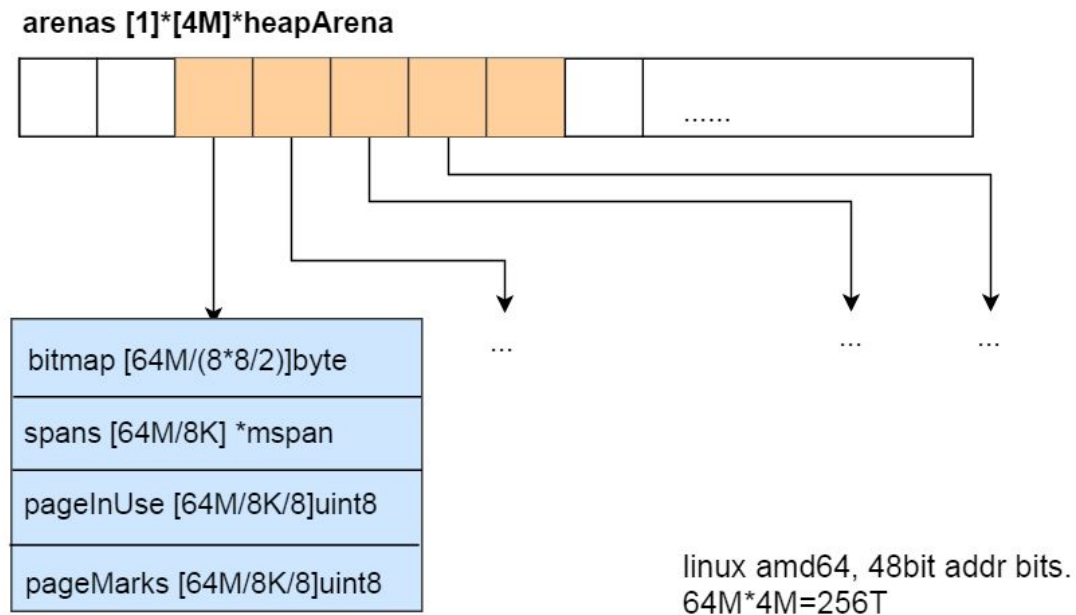 arenas [1]*[4M]*heapArena
......
...
...
...
bitmap [64M/(8*8/2)]byte
spans [64M/8K] *mspan
pageInUse [64M/8K/8]uint8
pageMarks [64M/8K/8]uint8
linux amd64, 48bit addr bits.
64M*4M=256T